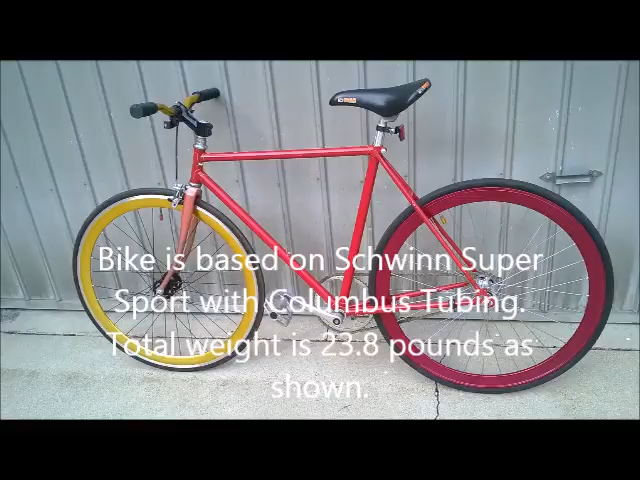 Bike is based on Schwinn Super
Sport with Columbus Tubing.
Total weight is 23.8 pounds as
shown.